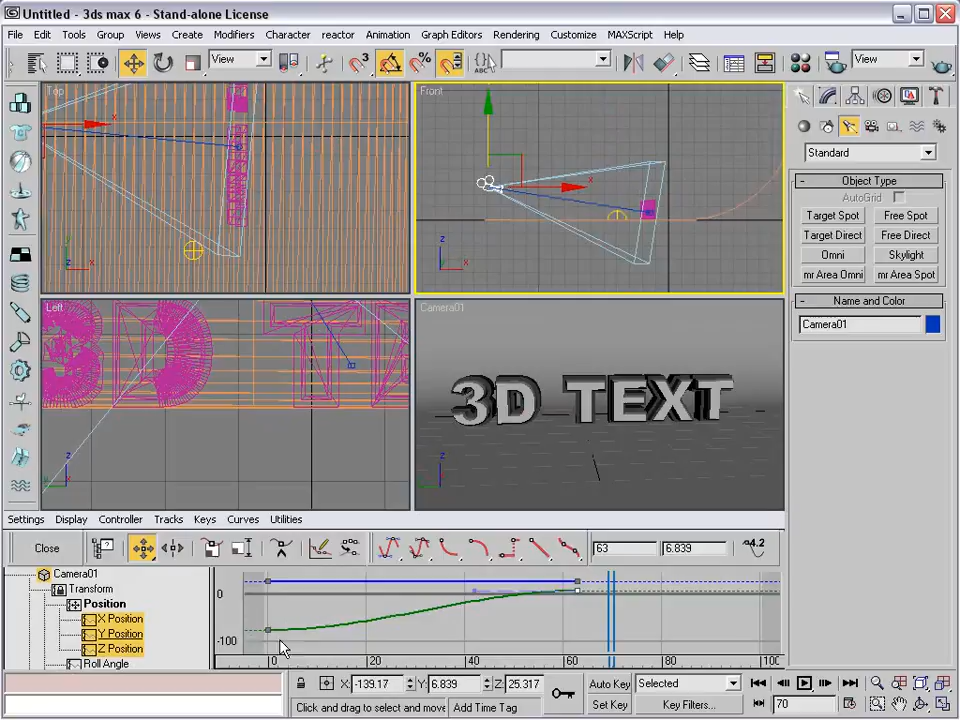 Untitled - 3ds max 6 - Stand-alone License
File Edit Tools Group Views Create Modifiers Character reactor Animation Graph Editors Rendering Customize MAXScript Help
View 3 % ABC View
Top
Front
x
z
x
y
z
x
Standard
- Object Type
AutoGrid
Target Spot Free Spot
Target Direct Free Direct
Omni Skylight
mr Area Omni mr Area Spot
- Name and Color
Camera01
Left
z
y
Camera01
3D TEXT
z
Settings Display Controller Tracks Keys Curves Utilities
Close 63 6.839 4.2
Camera01
Transform
Position
X Position
Y Position
Z Position
Roll Angle
0
-100
0 20 40 60 80 100
X: -139.17 Y: 6.839 Z: 25.317 Auto Key Selected
Click and drag to select and move Add Time Tag Set Key Key Filters... 70